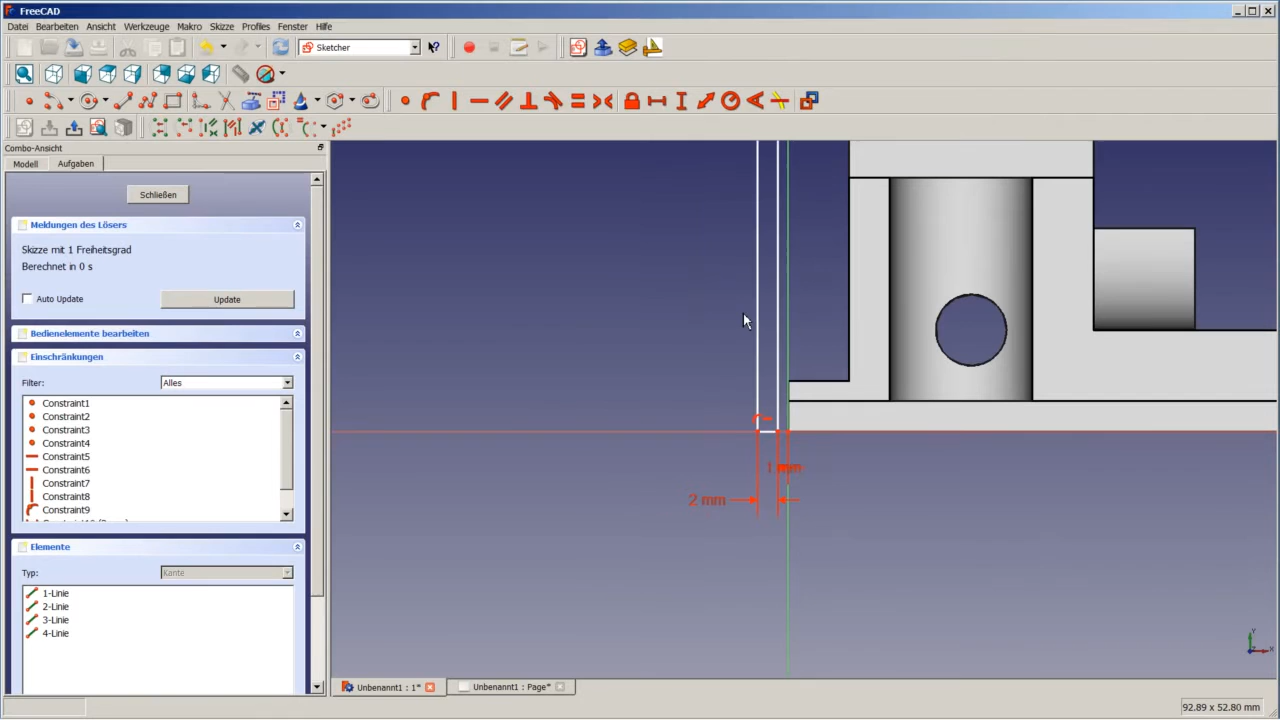 FreeCAD
Datei Bearbeiten Ansicht Werkzeuge Makro Skizze Profiles Fenster Hilfe
Sketcher
Combo-Ansicht
Modell Aufgaben
Schließen
Meldungen des Lösers
Skizze mit 1 Freiheitsgrad
Berechnet in 0 s
Auto Update Update
Bedienelemente bearbeiten
Einschränkungen
Filter: Alles
Constraint1
Constraint2
Constraint3
Constraint4
Constraint5
Constraint6
Constraint7
Constraint8
Constraint9
Elemente
Typ: Kante
1-Linie
2-Linie
3-Linie
4-Linie
1 mm
2 mm
Y
X
Unbenannt1 : 1* Unbenannt1 : Page*
92.89 x 52.80 mm